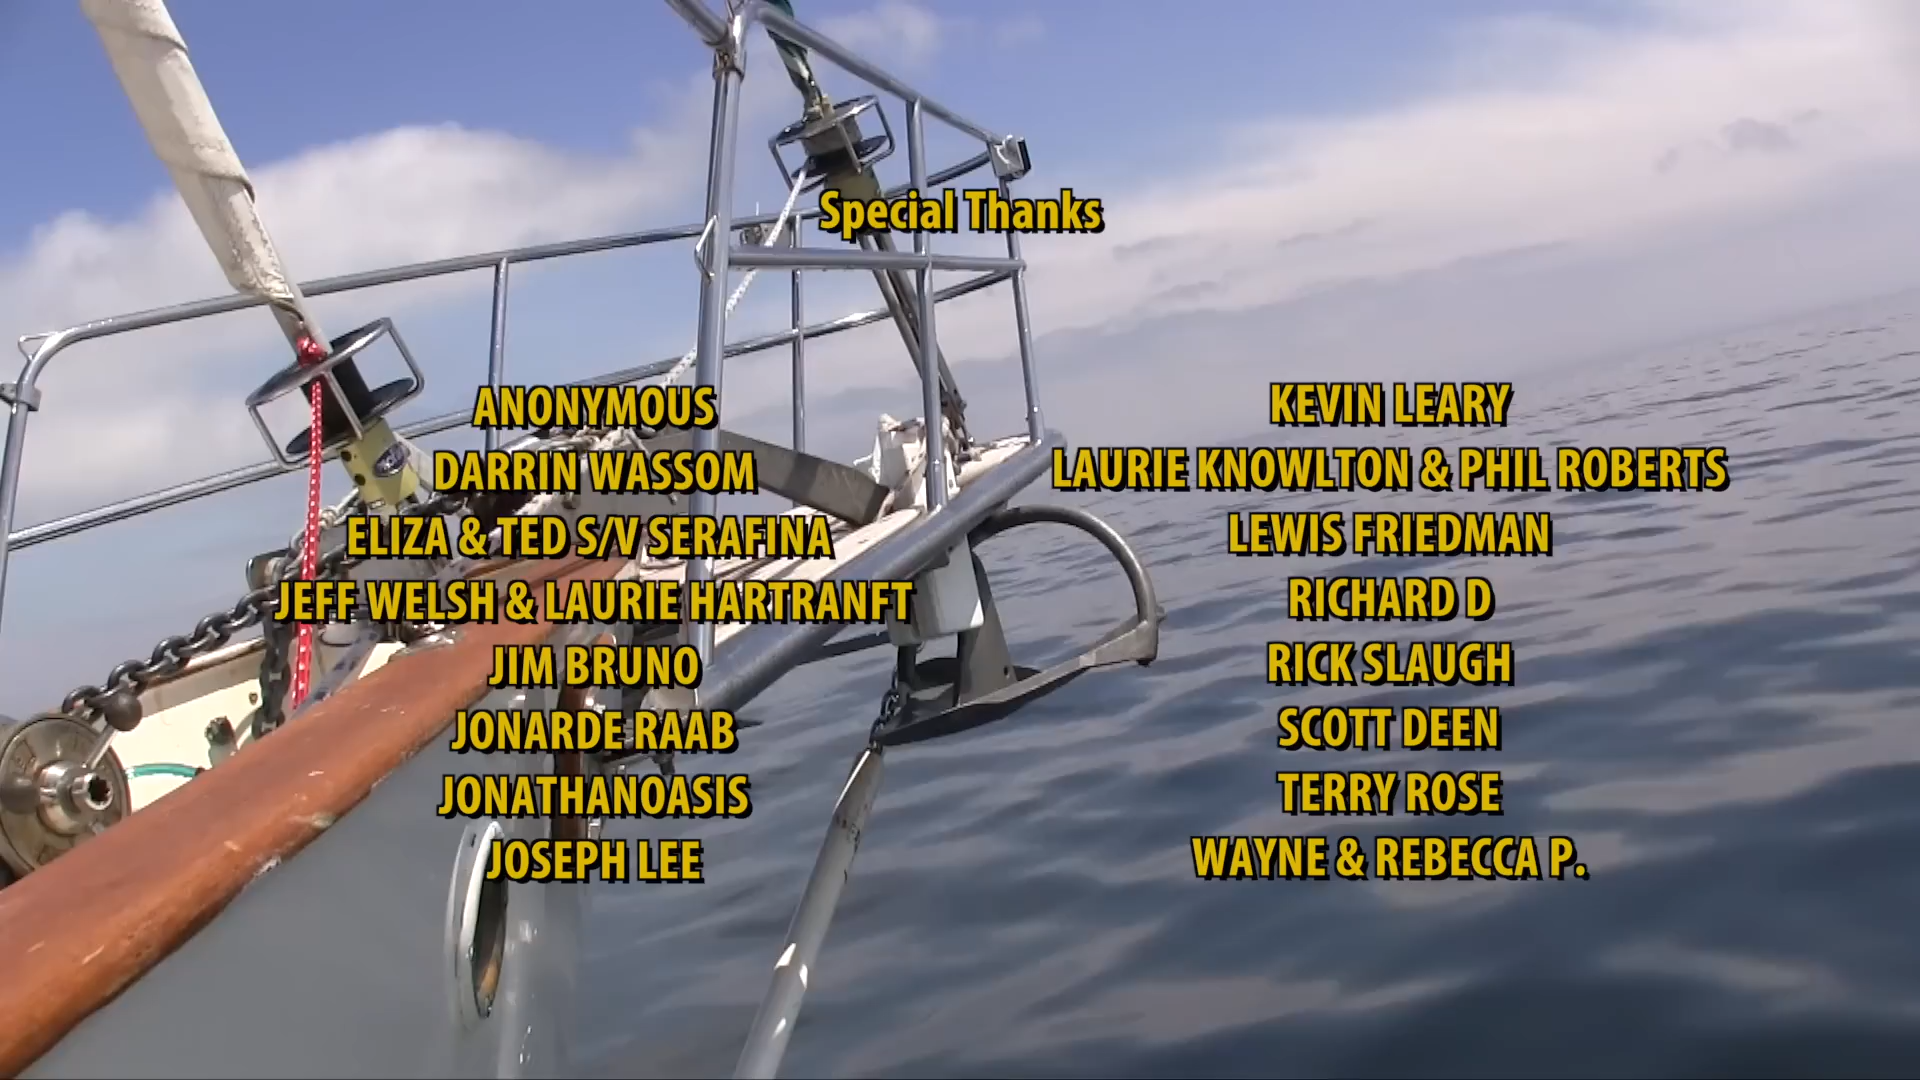 Special Thanks
ANONYMOUS
DARRIN WASSOM
ELIZA & TED S/V SERAFINA
JEFF WELSH & LAURIE HARTRANFT
JIM BRUNO
JONARDE RAAB
JONATHANOASIS
JOSEPH LEE
KEVIN LEARY
LAURIE KNOWLTON & PHIL ROBERTS
LEWIS FRIEDMAN
RICHARD D
RICK SLAUGH
SCOTT DEEN
TERRY ROSE
WAYNE & REBECCA P.